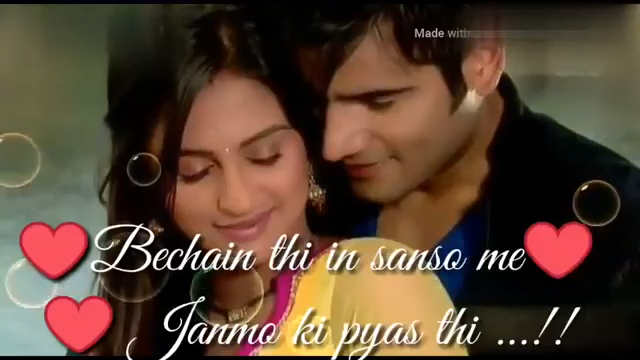 Made with
Bechain thi in sanso me
Janmo ki pyas thi ...!!